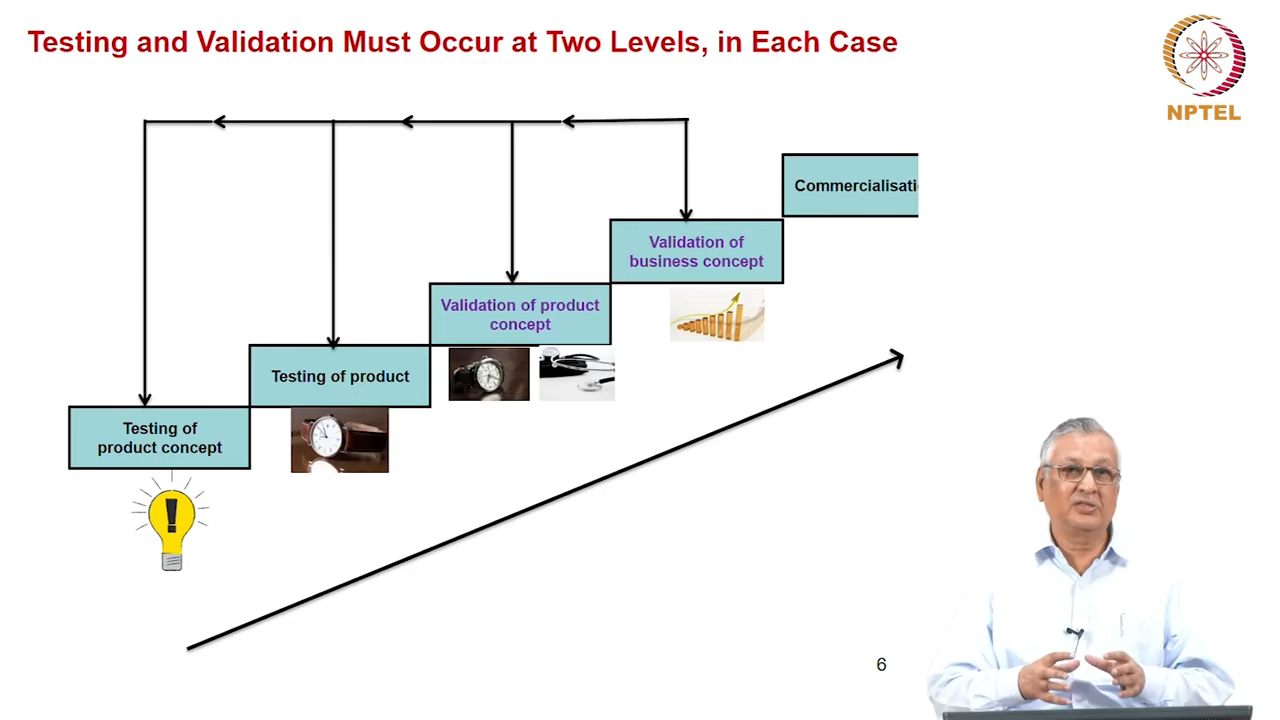 Testing and Validation Must Occur at Two Levels, in Each Case
NPTEL
Commercialisati
Validation of
business concept
Validation of product
concept
Testing of product
Testing of
product concept
6